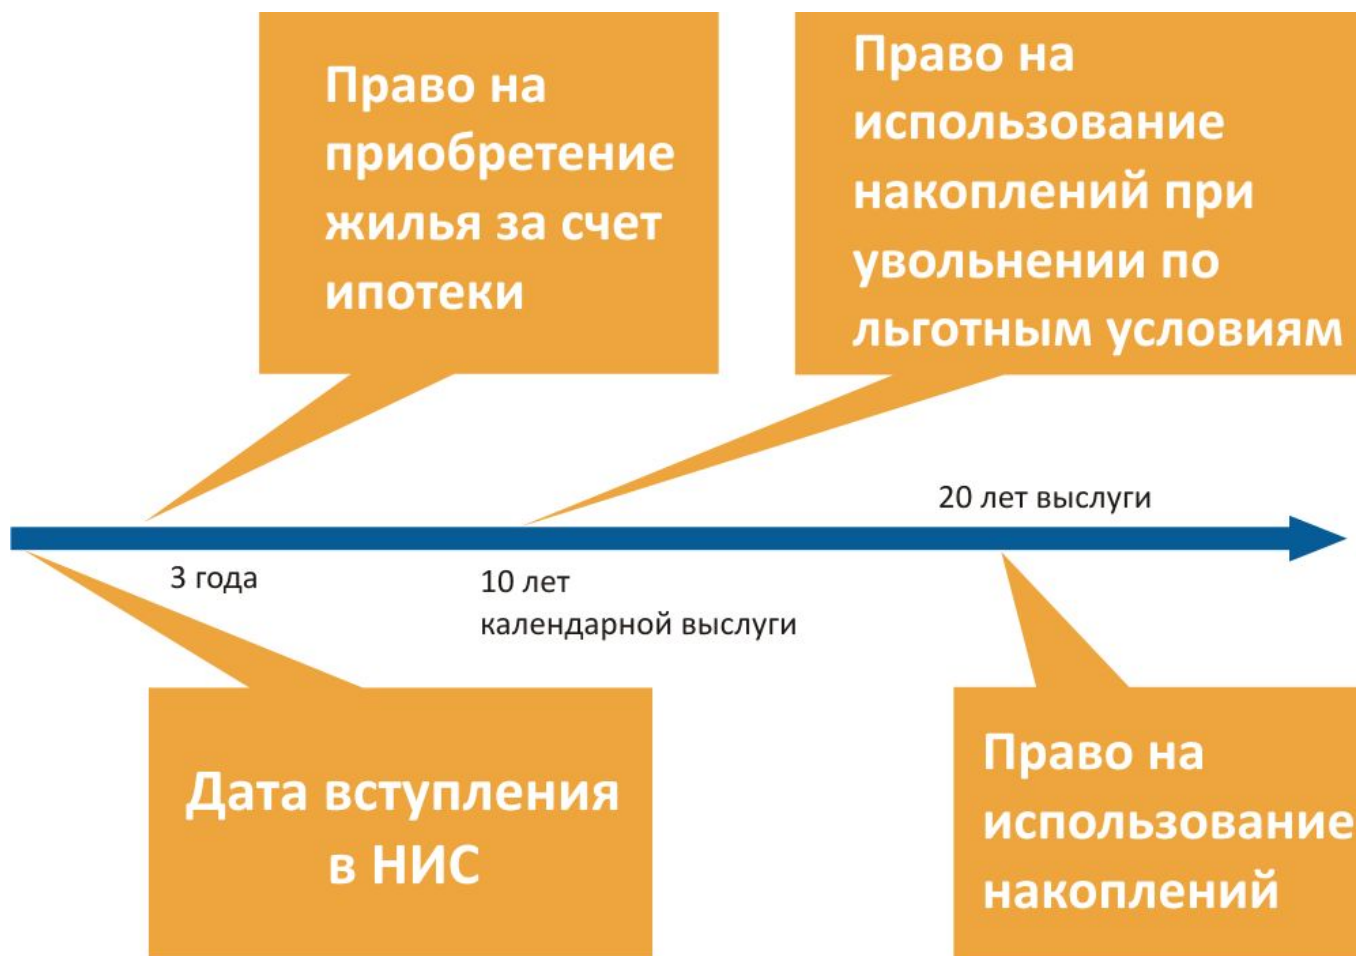 Право на
приобретение
жилья за счет
ипотеки
Право на
использование
накоплений при
увольнении по
льготным условиям
20 лет выслуги
3 года
10 лет
календарной выслуги
Дата вступления
в НИС
Право на
использование
накоплений